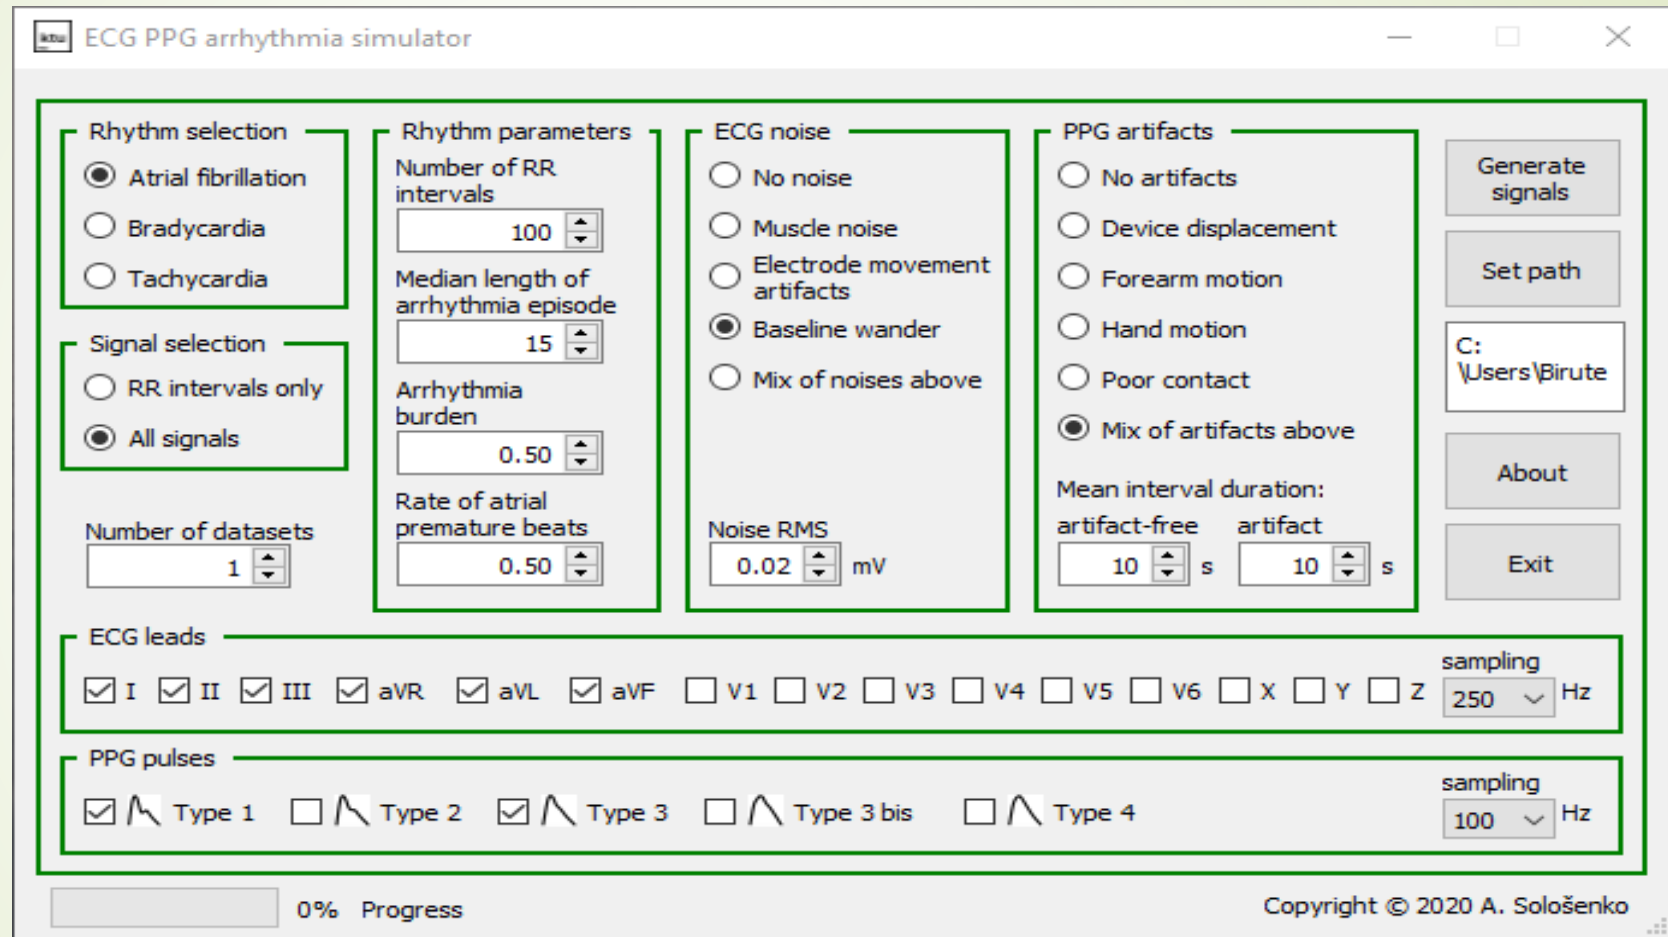 ktu ECG PPG arrhythmia simulator
Rhythm selection
Atrial fibrillation
Bradycardia
Tachycardia
Signal selection
RR intervals only
All signals
Number of datasets
1
Rhythm parameters
Number of RR
intervals
100
Median length of
arrhythmia episode
15
Arrhythmia
burden
0.50
Rate of atrial
premature beats
0.50
ECG noise
No noise
Muscle noise
Electrode movement
artifacts
Baseline wander
Mix of noises above
Noise RMS
0.02 mV
PPG artifacts
No artifacts
Device displacement
Forearm motion
Hand motion
Poor contact
Mix of artifacts above
Mean interval duration:
artifact-free artifact
10 s 10 s
Generate
signals
Set path
C:
\Users\Birute
About
Exit
ECG leads
I II III aVR aVL aVF V1 V2 V3 V4 V5 V6 X Y Z
sampling
250 Hz
PPG pulses
Type 1 Type 2 Type 3 Type 3 bis Type 4
sampling
100 Hz
0% Progress
Copyright © 2020 A. Sološenko